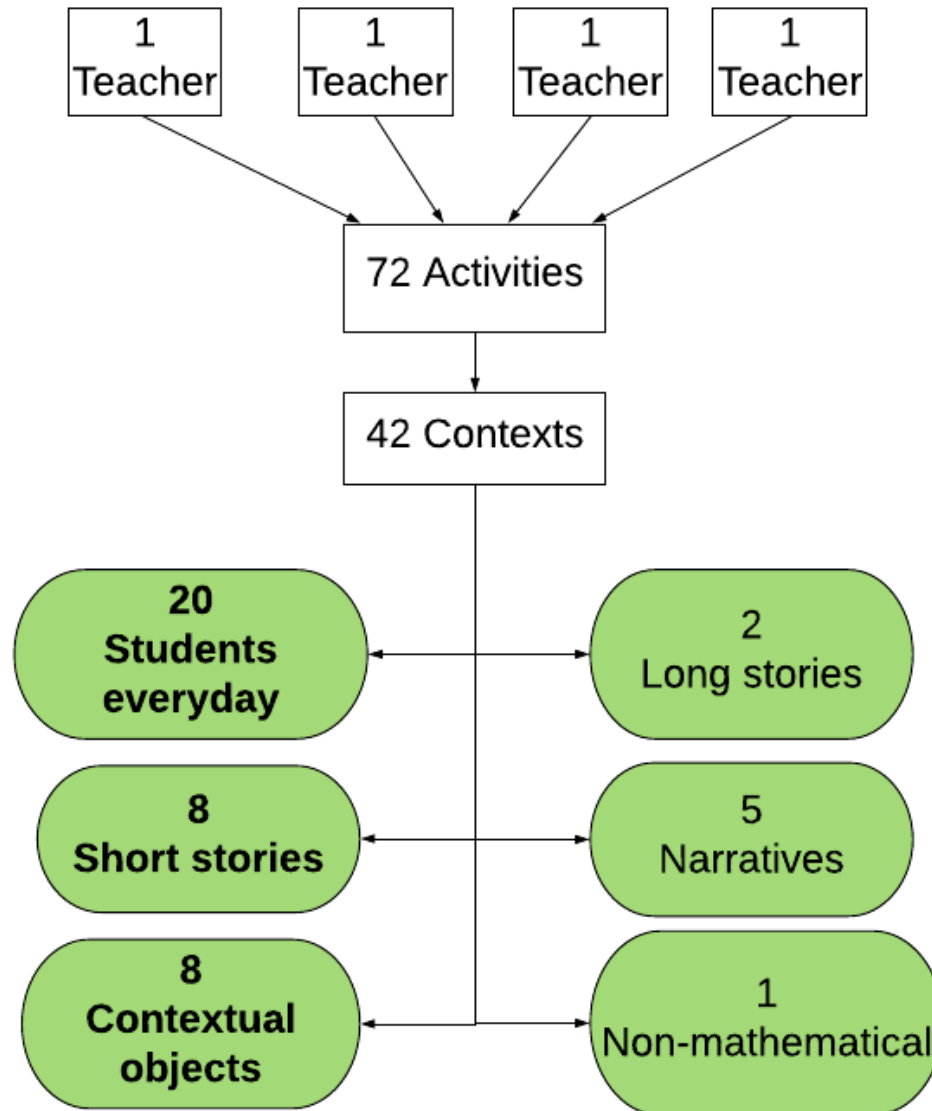 1
Teacher
1
Teacher
1
Teacher
1
Teacher
72 Activities
42 Contexts
20
Students
everyday
2
Long stories
8
Short stories
5
Narratives
8
Contextual
objects
1
Non-mathematical